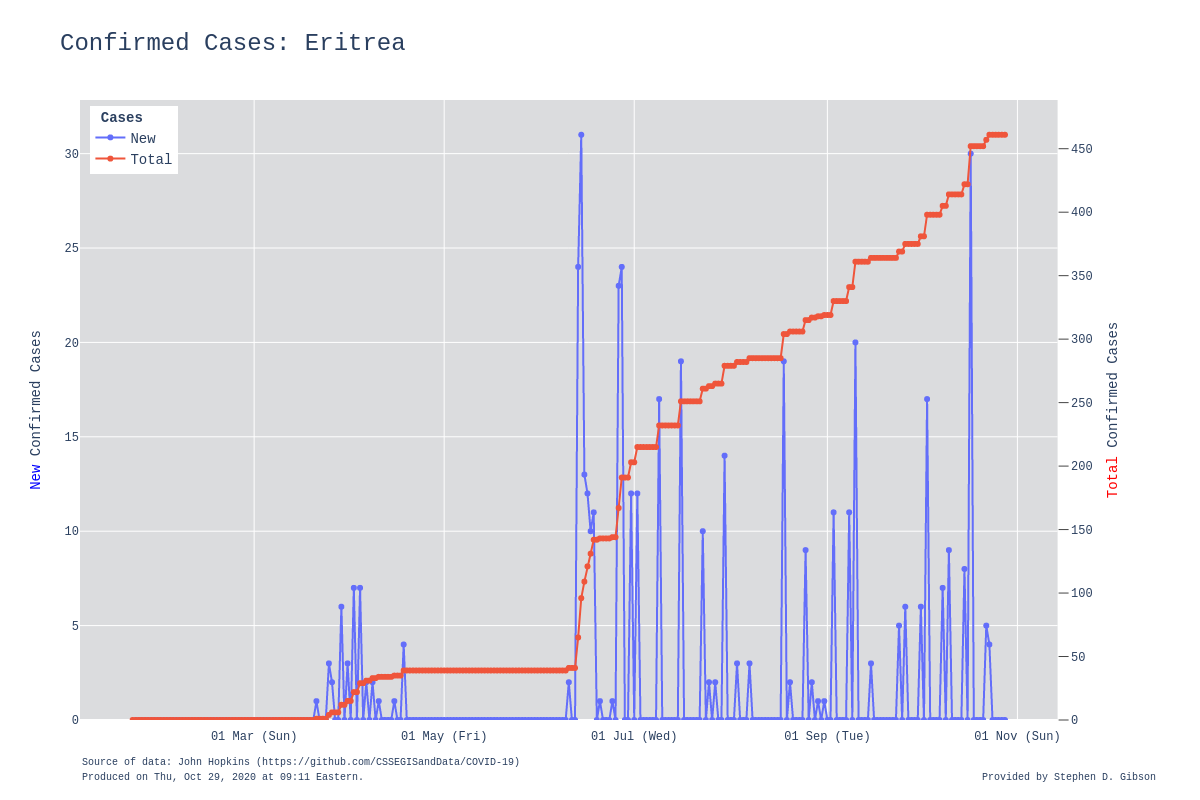 Confirmed Cases: Eritrea
Cases
New
Total
30
25
20
15
10
5
0
450
400
350
300
250
200
150
100
50
0
New Confirmed Cases
Total Confirmed Cases
01 Mar (Sun) 01 May (Fri) 01 Jul (Wed) 01 Sep (Tue) 01 Nov (Sun)
Source of data: John Hopkins (https://github.com/CSSEGISandData/COVID-19)
Produced on Thu, Oct 29, 2020 at 09:11 Eastern.
Provided by Stephen D. Gibson